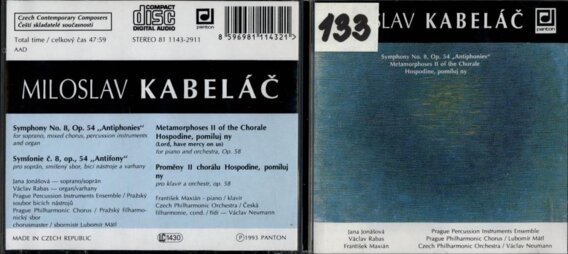 Czech Contemporary Composers
Čeští skladatelé současnosti
COMPACT
disc
DIGITAL AUDIO
panton
Total time / celkový čas 47:59
STEREO 81 1143-2911
8 596981 114321
AAD
MILOSLAV KABELÁČ
Symphony No. 8, Op. 54 „Antiphonies"
for soprano, mixed chorus, percussion instruments
and organ
Symfonie č. 8, op., 54 „Antifony"
pro soprán, smíšený sbor, bicí nástroje a varhany
Jana Jonášová — soprano/soprán
Václav Rabas — organ/varhany
Prague Percussion Instruments Ensemble / Pražský
soubor bicích nástrojů
Prague Philharmonic Chorus / Pražský filharmo-
nický sbor
chorusmaster / sbormistr Lubomír Mátl
Metamorphoses II of the Chorale
Hospodine, pomiluj ny
(Lord, have mercy on us)
for piano and orchestra, Op. 58
Proměny II chorálu Hospodine, pomiluj
ny
pro klavír a orchestr, op. 58
František Maxián - piano / klavír
Czech Philharmonic Orchestra / Česká
filharmonie, cond. / řídí — Václav Neumann
MADE IN CZECH REPUBLIC
LC 1430
Ⓟ 1993 PANTON
133
SLAV KABELÁČ
panton
Symphony No. 8, Op. 54 „Antiphonies"
Metamorphoses II of the Chorale
Hospodine, pomiluj ny
Jana Jonášová
Václav Rabas
František Maxián
Prague Percussion Instruments Ensemble
Prague Philharmonic Chorus / Lubomír Mátl
Czech Philharmonic Orchestra / Václav Neumann